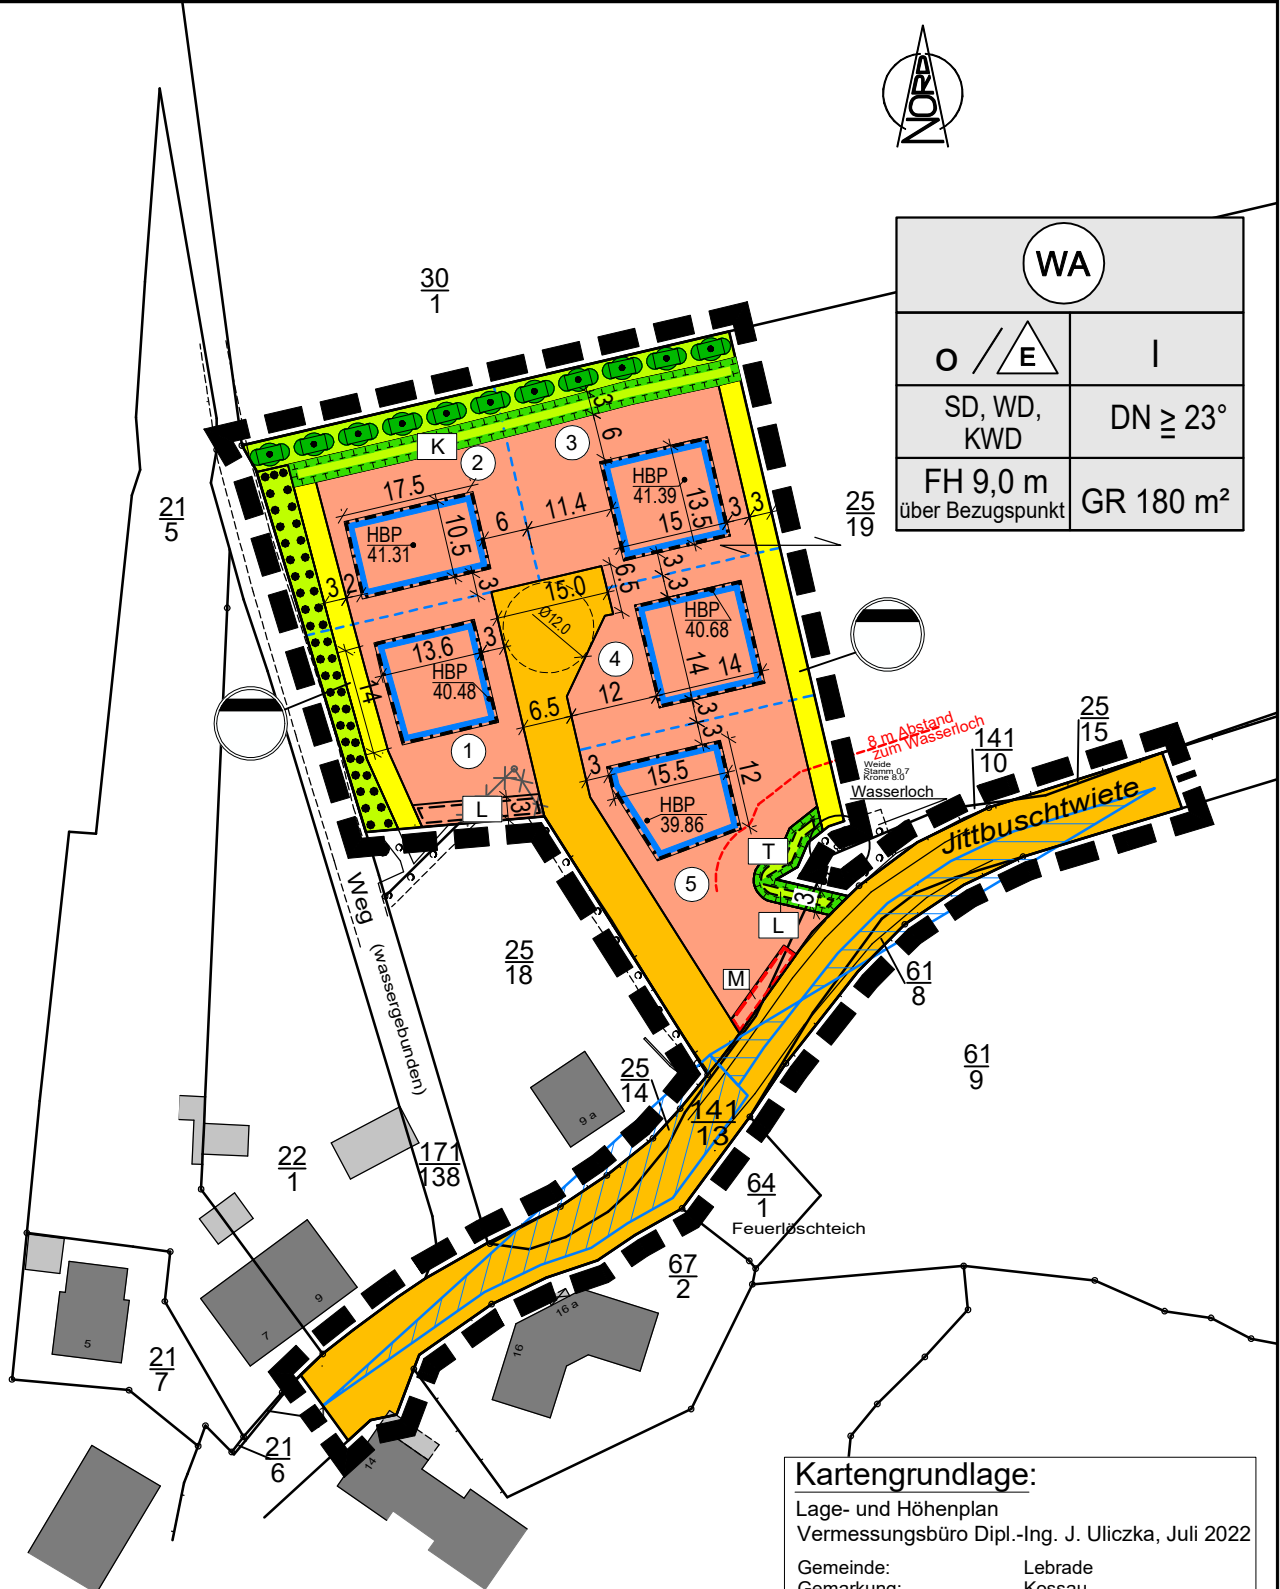 NORD
WA
o / E
I
SD, WD,
KWD
DN ≧ 23°
FH 9,0 m
über Bezugspunkt
GR 180 m²
30
1
21
5
25
19
K
2
3
3
6
17.5
HBP
41.31
10.5
6
11.4
HBP
41.39
13.5
15
3
3
3
2
3
15.0
Ø12.0
6.5
3
3
HBP
40.68
14
14
13.6
3
HBP
40.48
14
4
12
6.5
1
3
3
3
15.5
12
HBP
39.86
8 m Abstand
zum Wasserloch
Weide
Stamm 0.7
Krone 8.0
Wasserloch
141
10
25
15
Jittbuschtwiete
L
3
T
5
3
L
M
Weg
(wassergebunden)
25
18
61
8
61
9
25
14
141
13
9 a
22
1
171
138
64
1
Feuerlöschteich
67
2
16 a
16
9
7
5
21
7
21
6
14
Kartengrundlage:
Lage- und Höhenplan
Vermessungsbüro Dipl.-Ing. J. Uliczka, Juli 2022
Gemeinde: Lebrade
Gemarkung: Kossau